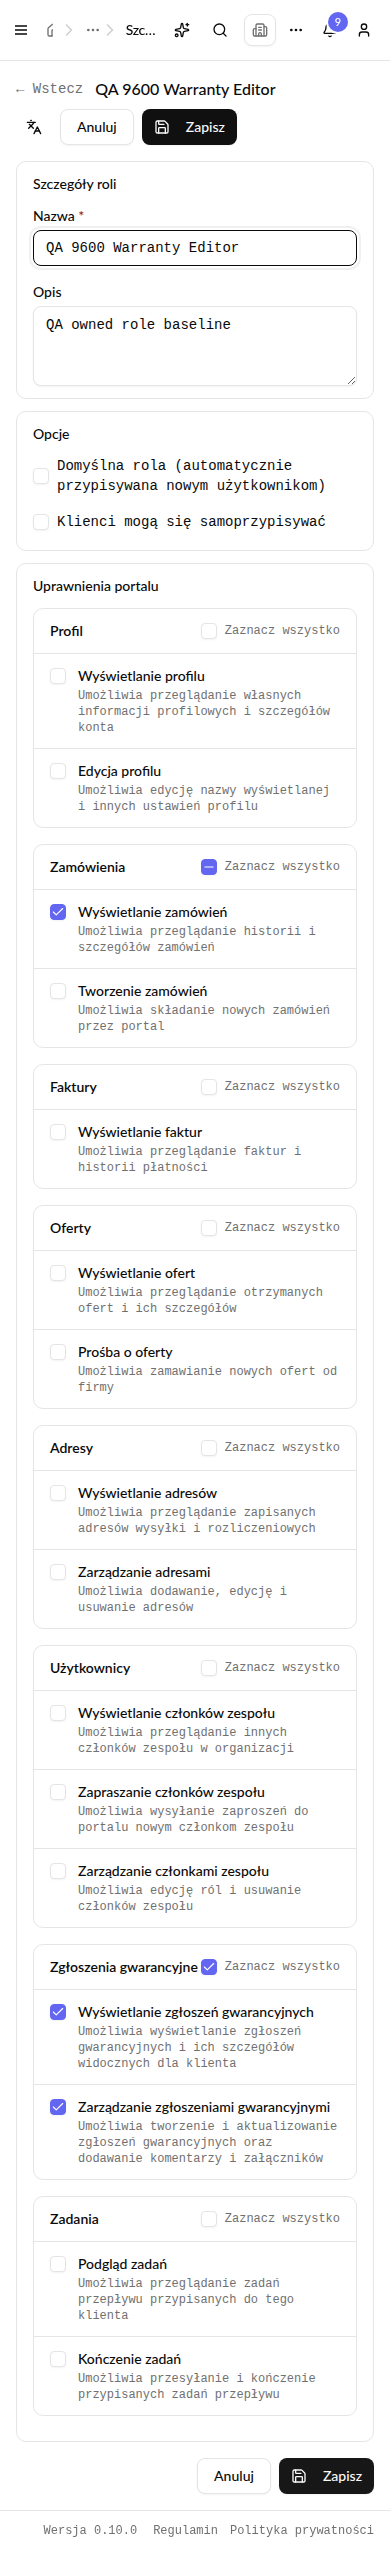 Szc...
9
← Wstecz QA 9600 Warranty Editor
Anuluj Zapisz
Szczegóły roli
Nazwa *
QA 9600 Warranty Editor
Opis
QA owned role baseline
Opcje
Domyślna rola (automatycznie
przypisywana nowym użytkownikom)
Klienci mogą się samoprzypisywać
Uprawnienia portalu
Profil Zaznacz wszystko
Wyświetlanie profilu
Umożliwia przeglądanie własnych
informacji profilowych i szczegółów
konta
Edycja profilu
Umożliwia edycję nazwy wyświetlanej
i innych ustawień profilu
Zamówienia Zaznacz wszystko
Wyświetlanie zamówień
Umożliwia przeglądanie historii i
szczegółów zamówień
Tworzenie zamówień
Umożliwia składanie nowych zamówień
przez portal
Faktury Zaznacz wszystko
Wyświetlanie faktur
Umożliwia przeglądanie faktur i
historii płatności
Oferty Zaznacz wszystko
Wyświetlanie ofert
Umożliwia przeglądanie otrzymanych
ofert i ich szczegółów
Prośba o oferty
Umożliwia zamawianie nowych ofert od
firmy
Adresy Zaznacz wszystko
Wyświetlanie adresów
Umożliwia przeglądanie zapisanych
adresów wysyłki i rozliczeniowych
Zarządzanie adresami
Umożliwia dodawanie, edycję i
usuwanie adresów
Użytkownicy Zaznacz wszystko
Wyświetlanie członków zespołu
Umożliwia przeglądanie innych
członków zespołu w organizacji
Zapraszanie członków zespołu
Umożliwia wysyłanie zaproszeń do
portalu nowym członkom zespołu
Zarządzanie członkami zespołu
Umożliwia edycję ról i usuwanie
członków zespołu
Zgłoszenia gwarancyjne Zaznacz wszystko
Wyświetlanie zgłoszeń gwarancyjnych
Umożliwia wyświetlanie zgłoszeń
gwarancyjnych i ich szczegółów
widocznych dla klienta
Zarządzanie zgłoszeniami gwarancyjnymi
Umożliwia tworzenie i aktualizowanie
zgłoszeń gwarancyjnych oraz
dodawanie komentarzy i załączników
Zadania Zaznacz wszystko
Podgląd zadań
Umożliwia przeglądanie zadań
przepływu przypisanych do tego
klienta
Kończenie zadań
Umożliwia przesyłanie i kończenie
przypisanych zadań przepływu
Anuluj Zapisz
Wersja 0.10.0 Regulamin Polityka prywatności